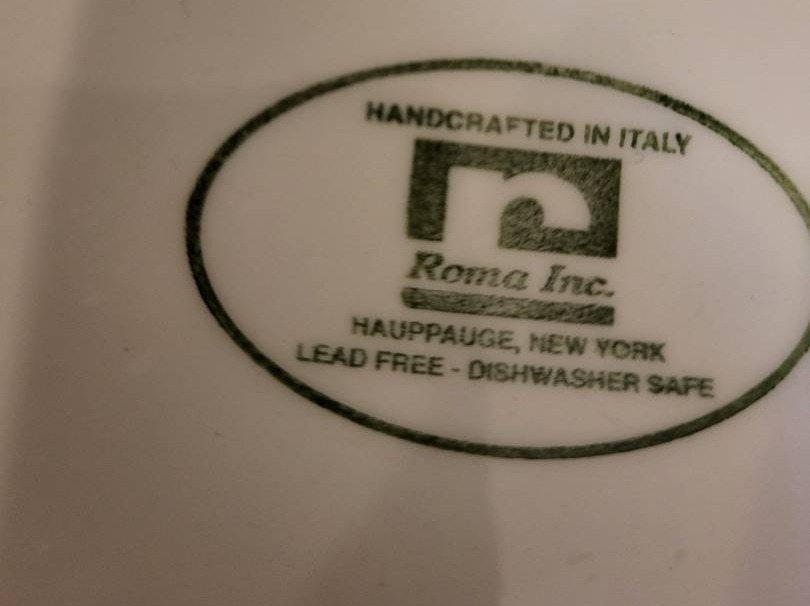 HANDCRAFTED IN ITALY
Roma Inc.
HAUPPAUGE, NEW YORK
LEAD FREE - DISHWASHER SAFE